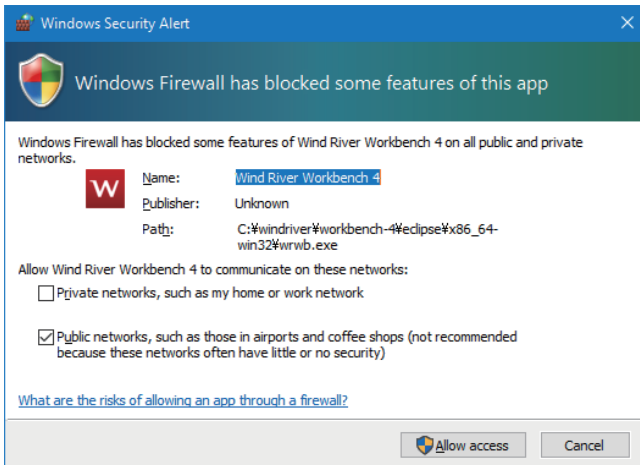 Windows Security Alert
Windows Firewall has blocked some features of this app
Windows Firewall has blocked some features of Wind River Workbench 4 on all public and private
networks.
W
Name: Wind River Workbench 4
Publisher: Unknown
Path: C:¥windriver¥workbench-4¥eclipse¥x86_64-
win32¥wrwb.exe
Allow Wind River Workbench 4 to communicate on these networks:
Private networks, such as my home or work network
Public networks, such as those in airports and coffee shops (not recommended
because these networks often have little or no security)
What are the risks of allowing an app through a firewall?
Allow access
Cancel